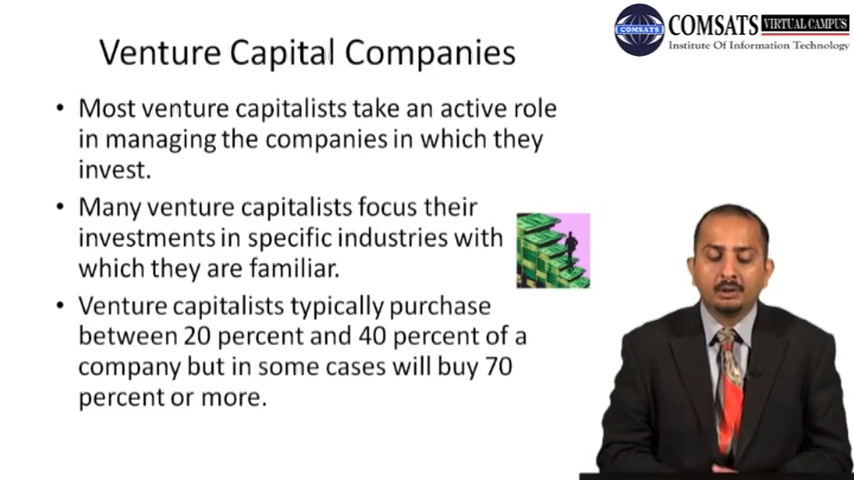 COMSATS VIRTUAL CAMPUS
COMSATS
Institute Of Information Technology
Venture Capital Companies
• Most venture capitalists take an active role
in managing the companies in which they
invest.
• Many venture capitalists focus their
investments in specific industries with
which they are familiar.
• Venture capitalists typically purchase
between 20 percent and 40 percent of a
company but in some cases will buy 70
percent or more.